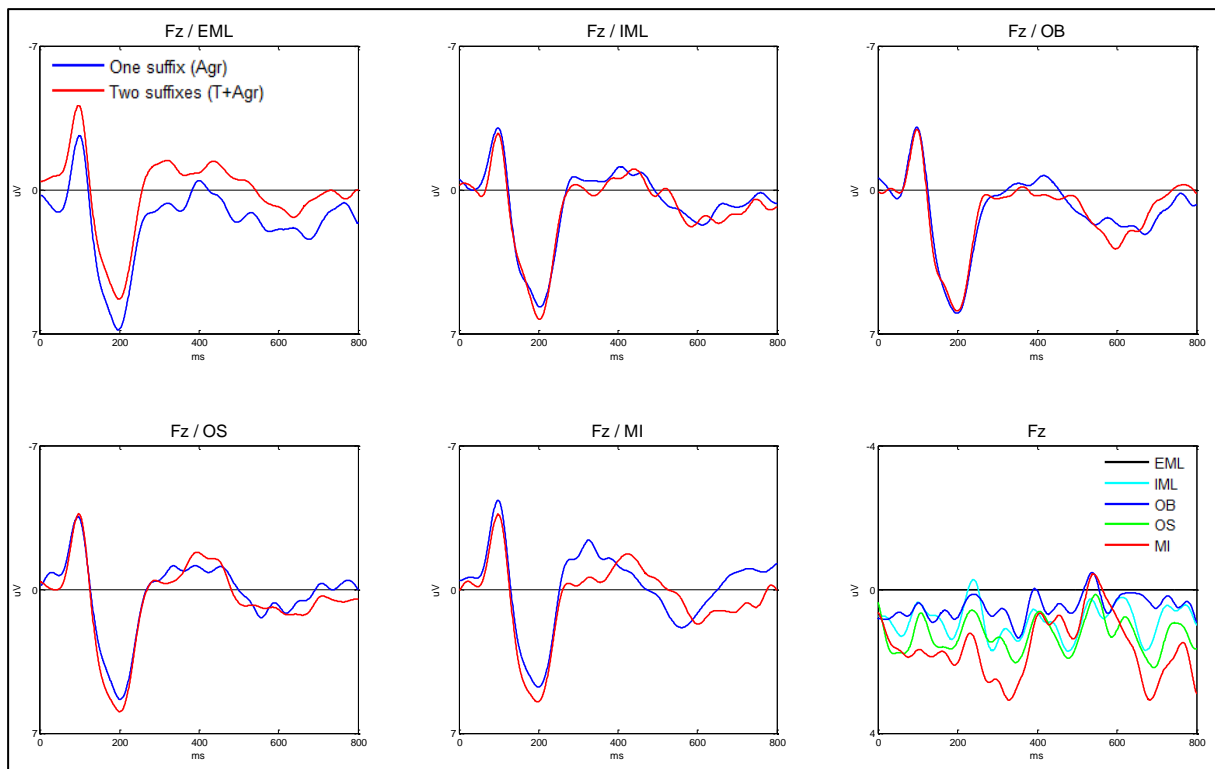 Fz / EML
-7
0
7
uV
One suffix (Agr)
Two suffixes (T+Agr)
0 200 400 600 800
ms
Fz / IML
-7
0
7
uV
0 200 400 600 800
ms
Fz / OB
-7
0
7
uV
0 200 400 600 800
ms
Fz / OS
-7
0
7
uV
0 200 400 600 800
ms
Fz / MI
-7
0
7
uV
0 200 400 600 800
ms
Fz
-4
0
4
uV
EML
IML
OB
OS
MI
0 200 400 600 800
ms